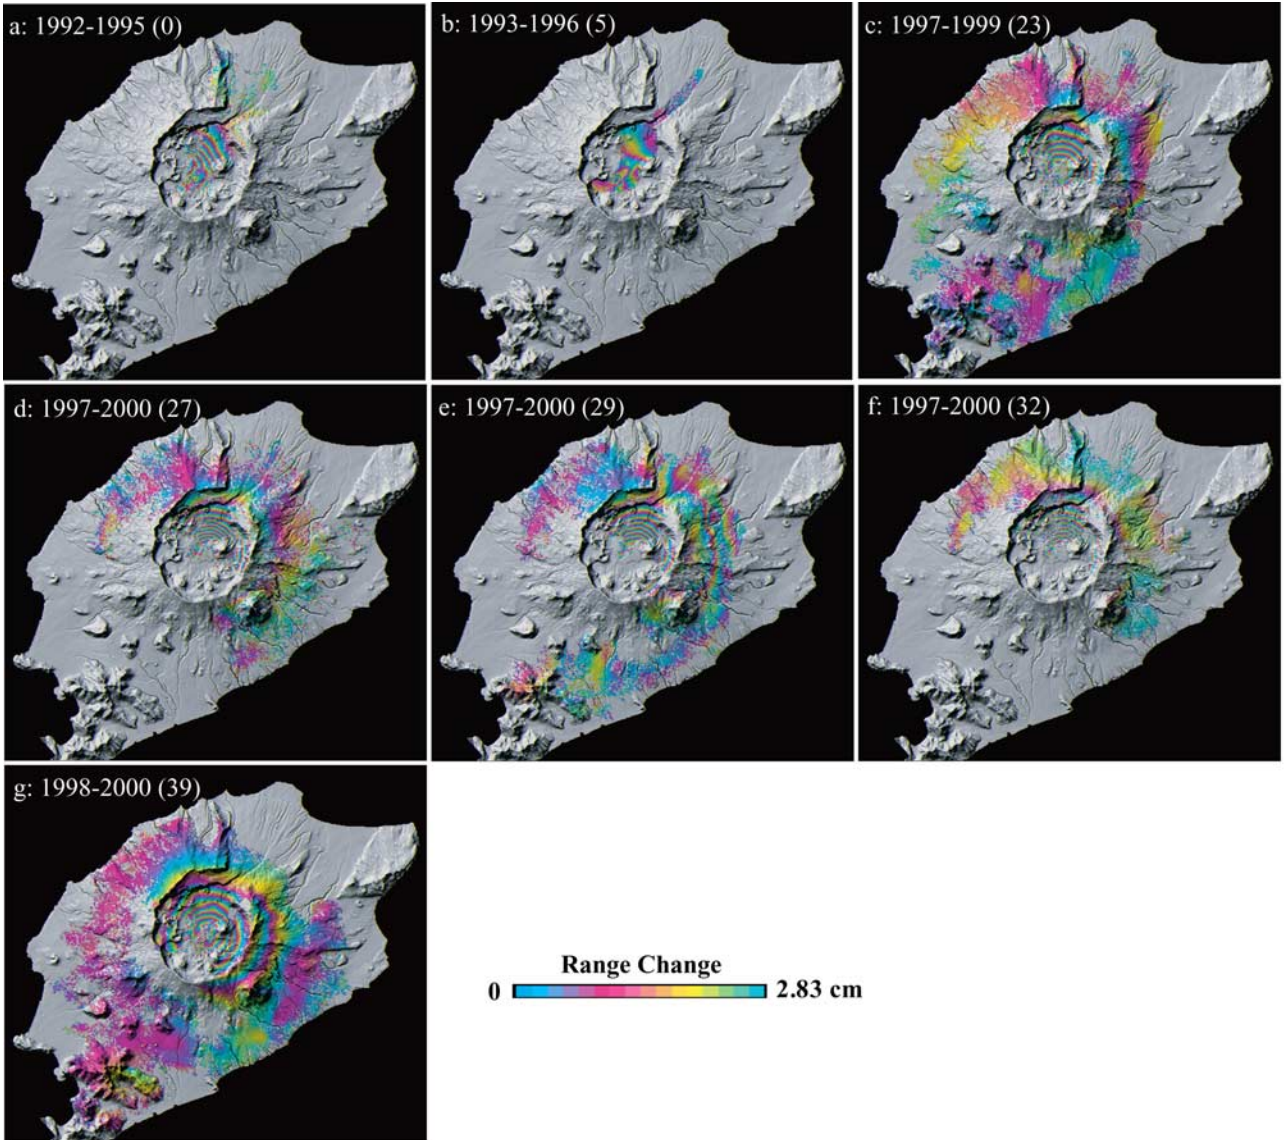 a: 1992-1995 (0)
b: 1993-1996 (5)
c: 1997-1999 (23)
d: 1997-2000 (27)
e: 1997-2000 (29)
f: 1997-2000 (32)
g: 1998-2000 (39)
Range Change
0 2.83 cm